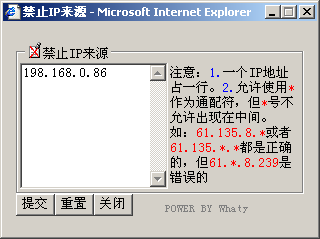 禁止IP来源 - Microsoft Internet Explorer
禁止IP来源
198.168.0.86
注意：1.一个IP地址
占一行。2.允许使用*
作为通配符，但*号不
允许出现在中间。
如：61.135.8.*或者
61.135.*.*都是正确
的，但61.*.8.239是
错误的
提交 重置 关闭
POWER BY Whaty